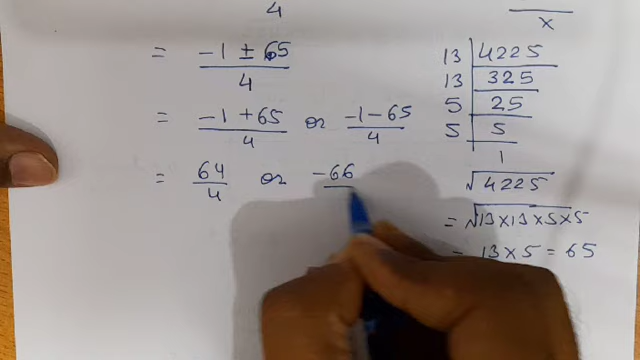 4
x
= -1 ± 65 / 4
= -1 + 65 / 4 or -1 - 65 / 4
= 64 / 4 or -66
13 | 4225
13 | 325
5 | 25
5 | 5
1
√4225
= √13×13×5×5
= 13 × 5 = 65